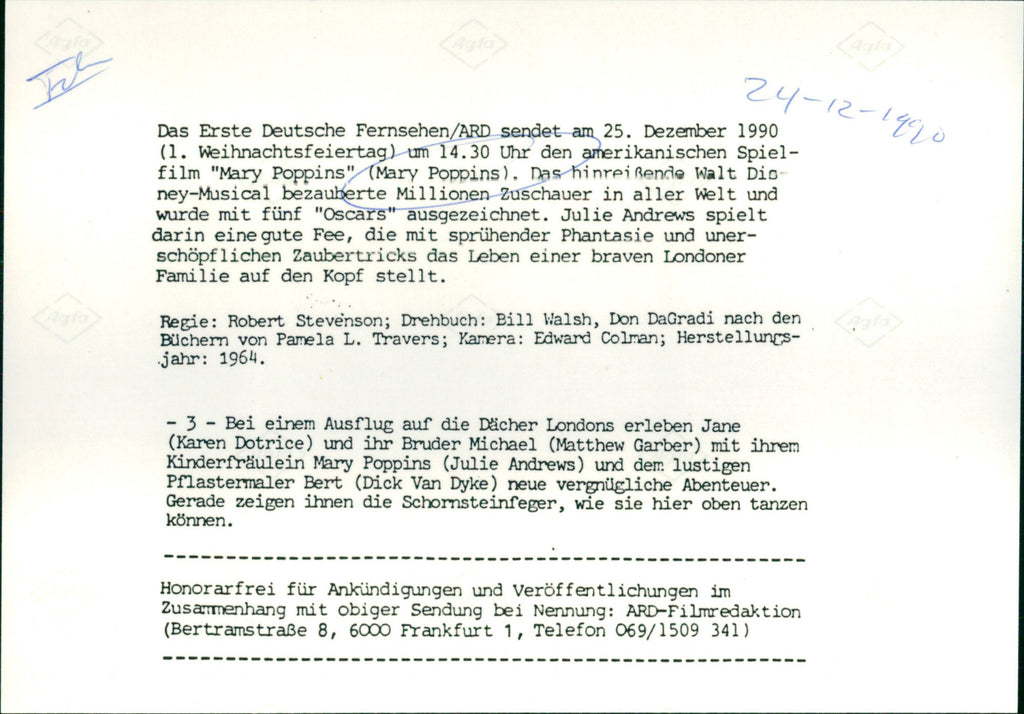 Agfa Agfa Agfa
24-12-1990
Das Erste Deutsche Fernsehen/ARD sendet am 25. Dezember 1990
(1. Weihnachtsfeiertag) um 14.30 Uhr den amerikanischen Spiel-
film "Mary Poppins" (Mary Poppins). Das hinreißende Walt Dis-
ney-Musical bezauberte Millionen Zuschauer in aller Welt und
wurde mit fünf "Oscars" ausgezeichnet. Julie Andrews spielt
darin eine gute Fee, die mit sprühender Phantasie und uner-
schöpflichen Zaubertricks das Leben einer braven Londoner
Familie auf den Kopf stellt.
Agfa Agfa
Regie: Robert Stevenson; Drehbuch: Bill Walsh, Don DaGradi nach den
Büchern von Pamela L. Travers; Kamera: Edward Colman; Herstellungs-
jahr: 1964.
- 3 - Bei einem Ausflug auf die Dächer Londons erleben Jane
(Karen Dotrice) und ihr Bruder Michael (Matthew Garber) mit ihrem
Kinderfräulein Mary Poppins (Julie Andrews) und dem lustigen
Pflastermaler Bert (Dick Van Dyke) neue vergnügliche Abenteuer.
Gerade zeigen ihnen die Schornsteinfeger, wie sie hier oben tanzen
können.
Honorarfrei für Ankündigungen und Veröffentlichungen im
Zusammenhang mit obiger Sendung bei Nennung: ARD-Filmredaktion
(Bertramstraße 8, 6000 Frankfurt 1, Telefon 069/1509 341)